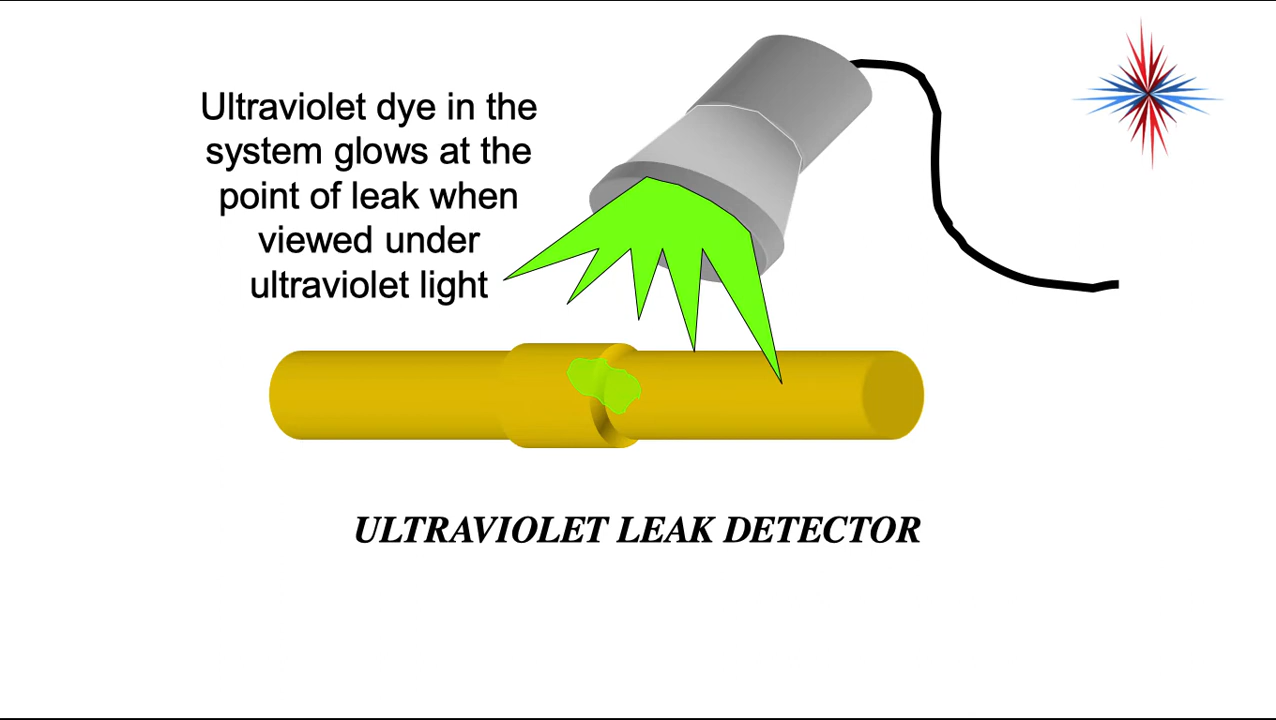 Ultraviolet dye in the
system glows at the
point of leak when
viewed under
ultraviolet light
ULTRAVIOLET LEAK DETECTOR